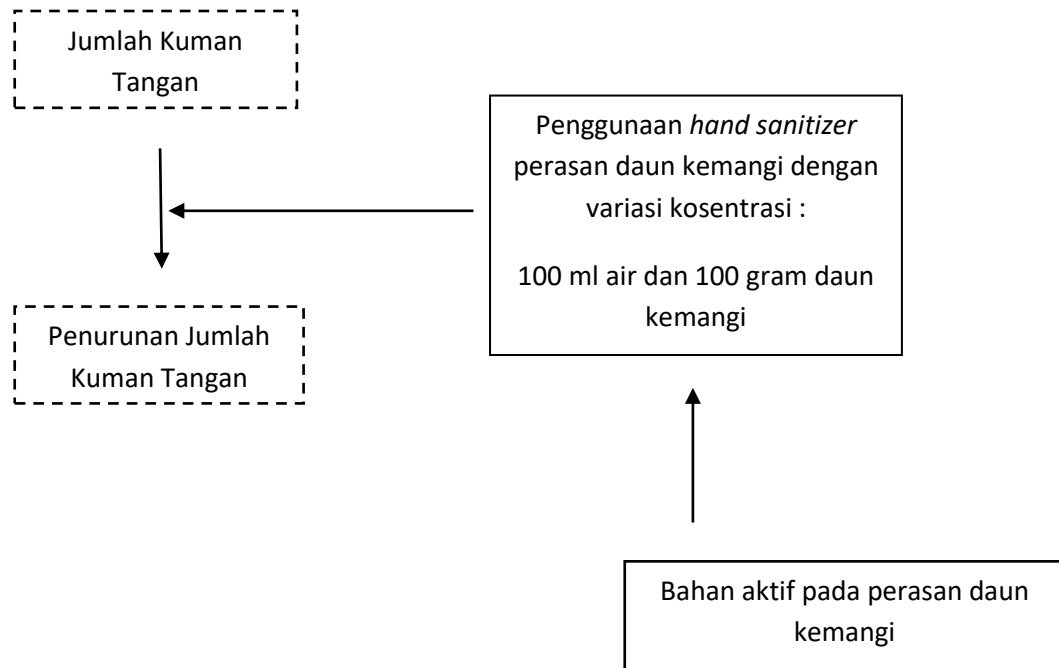 Jumlah Kuman
Tangan
Penggunaan hand sanitizer
perasan daun kemangi dengan
variasi kosentrasi :
100 ml air dan 100 gram daun
kemangi
Penurunan Jumlah
Kuman Tangan
Bahan aktif pada perasan daun
kemangi